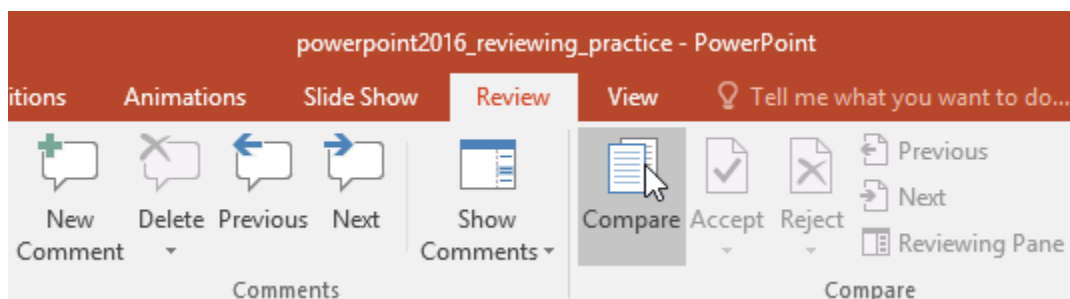 powerpoint2016_reviewing_practice - PowerPoint
itions Animations Slide Show Review View Tell me what you want to do...
New Comment
Delete
Previous
Next
Show Comments
Compare
Accept
Reject
Previous
Next
Reviewing Pane
Comments
Compare